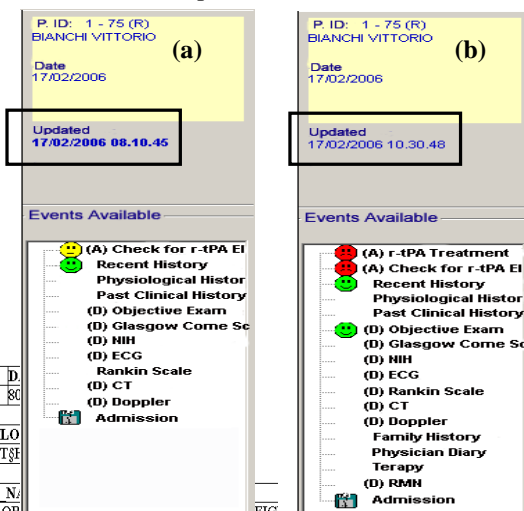 P. ID: 1 - 75 (R)
BIANCHI VITTORIO
(a)
Date
17/02/2006
Updated
17/02/2006 08.10.45
Events Available
(A) Check for r-tPA El
Recent History
Physiological Histor
Past Clinical History
(D) Objective Exam
(D) Glasgow Come Sc
(D) NIH
(D) ECG
Rankin Scale
(D) CT
(D) Doppler
Admission
P. ID: 1 - 75 (R)
BIANCHI VITTORIO
(b)
Date
17/02/2006
Updated
17/02/2006 10.30.48
Events Available
(A) r-tPA Treatment
(A) Check for r-tPA El
Recent History
Physiological Histor
Past Clinical History
(D) Objective Exam
(D) Glasgow Come Sc
(D) NIH
(D) ECG
(D) Rankin Scale
(D) CT
(D) Doppler
Family History
Physician Diary
Terapy
(D) RMN
Admission